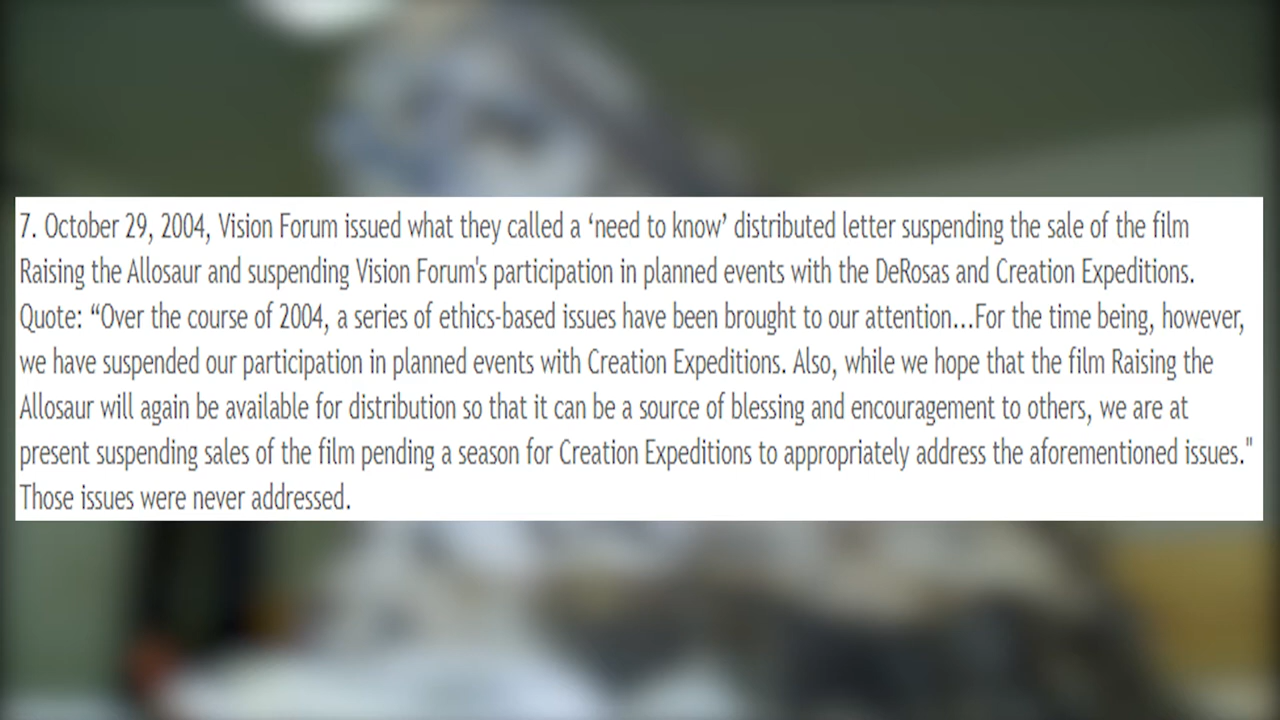 7. October 29, 2004, Vision Forum issued what they called a ‘need to know’ distributed letter suspending the sale of the film
Raising the Allosaur and suspending Vision Forum's participation in planned events with the DeRosas and Creation Expeditions.
Quote: “Over the course of 2004, a series of ethics-based issues have been brought to our attention...For the time being, however,
we have suspended our participation in planned events with Creation Expeditions. Also, while we hope that the film Raising the
Allosaur will again be available for distribution so that it can be a source of blessing and encouragement to others, we are at
present suspending sales of the film pending a season for Creation Expeditions to appropriately address the aforementioned issues."
Those issues were never addressed.